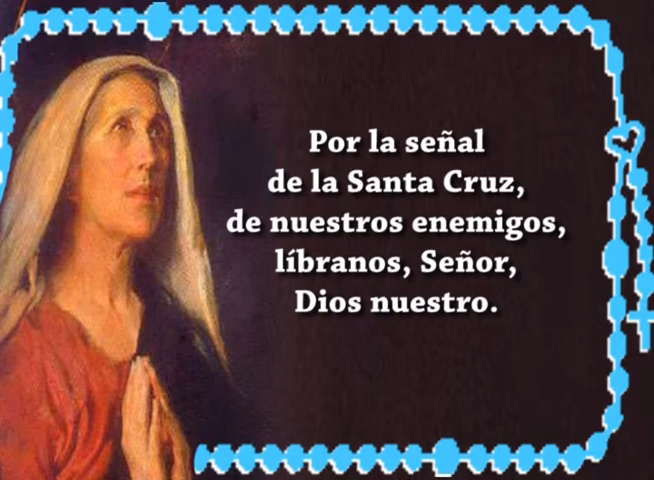 Por la señal
de la Santa Cruz,
de nuestros enemigos,
líbranos, Señor,
Dios nuestro.